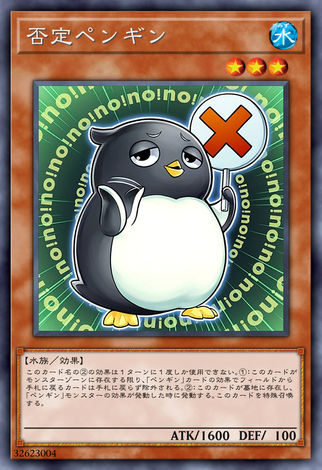 否定ペンギン
水
no!no!no!no!no!
【水族/効果】
このカード名の②の効果は1ターンに1度しか使用できない。①:このカードが
モンスターゾーンに存在する限り、「ペンギン」カードの効果でフィールドから
手札に戻るカードは手札に戻らず除外される。②:このカードが墓地に存在し、
「ペンギン」モンスターの効果が発動した時に発動する。このカードを特殊召
喚する。
ATK/1600 DEF/ 100
32623004